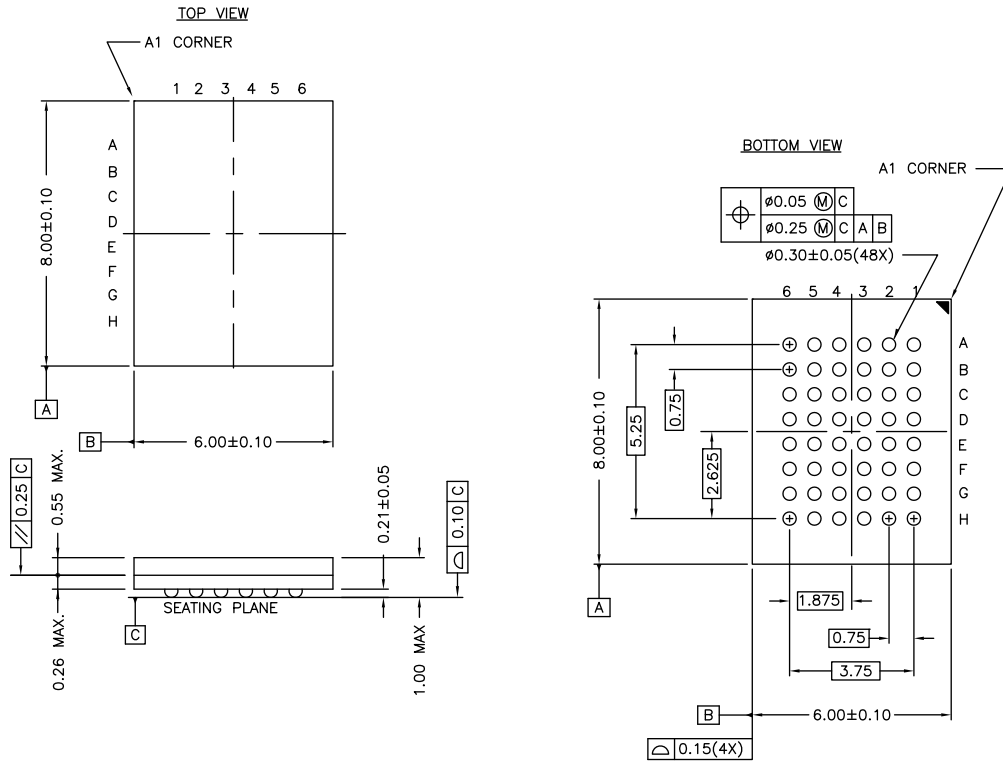 TOP VIEW
A1 CORNER
1 2 3 4 5 6
A
B
C
D
E
F
G
H
8.00±0.10
A
B
6.00±0.10
// 0.25 C
0.55 MAX.
0.21±0.05
0.10 C
SEATING PLANE
C
0.26 MAX.
1.00 MAX
BOTTOM VIEW
A1 CORNER
ø0.05 Ⓜ C
ø0.25 Ⓜ C A B
ø0.30±0.05(48X)
6 5 4 3 2 1
A
B
C
D
E
F
G
H
8.00±0.10
5.25
0.75
2.625
A
1.875
0.75
3.75
B
6.00±0.10
0.15(4X)